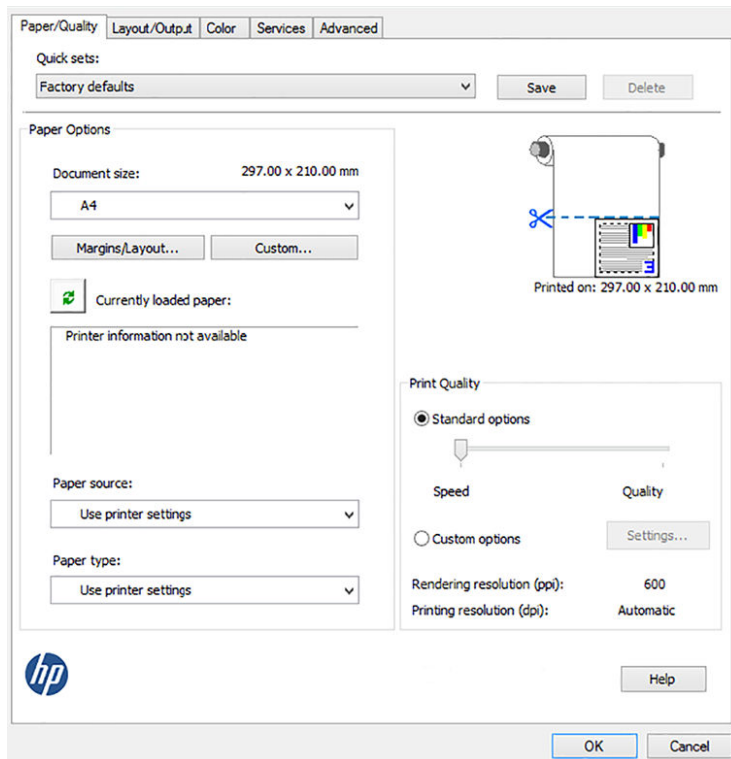 Paper/Quality Layout/Output Color Services Advanced
Quick sets:
Factory defaults Save Delete
Paper Options
Document size: 297.00 x 210.00 mm
A4
Margins/Layout... Custom...
Currently loaded paper:
Printer information not available
Paper source:
Use printer settings
Paper type:
Use printer settings
3
Printed on: 297.00 x 210.00 mm
Print Quality
Standard options
Speed Quality
Custom options Settings...
Rendering resolution (ppi): 600
Printing resolution (dpi): Automatic
hp
Help
OK Cancel